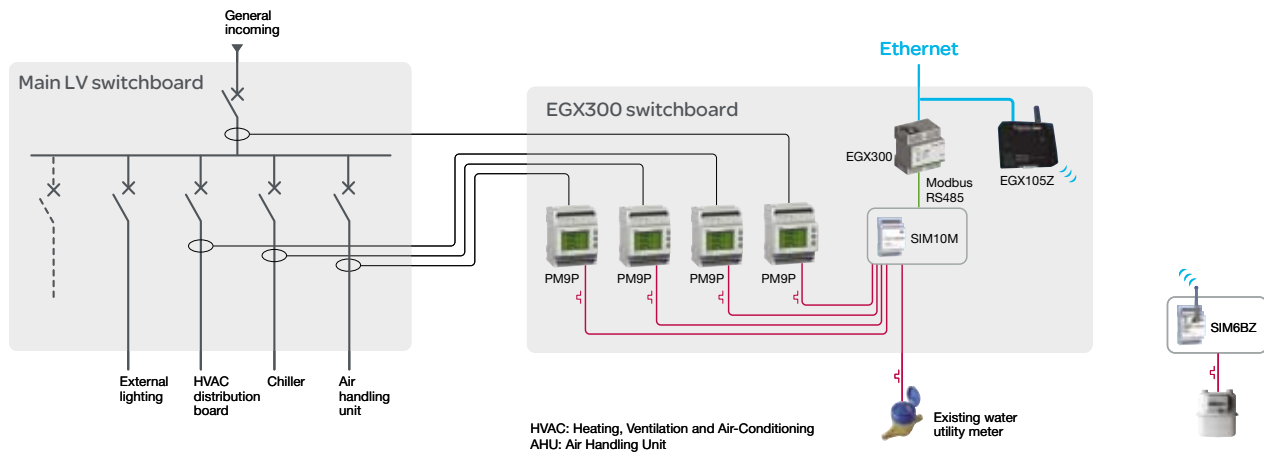 General
incoming
Main LV switchboard
Ethernet
EGX300 switchboard
EGX300
EGX105Z
Modbus
RS485
SIM10M
PM9P
PM9P
PM9P
PM9P
SIM6BZ
External
lighting
HVAC
distribution
board
Chiller
Air
handling
unit
Existing water
utility meter
HVAC: Heating, Ventilation and Air-Conditioning
AHU: Air Handling Unit